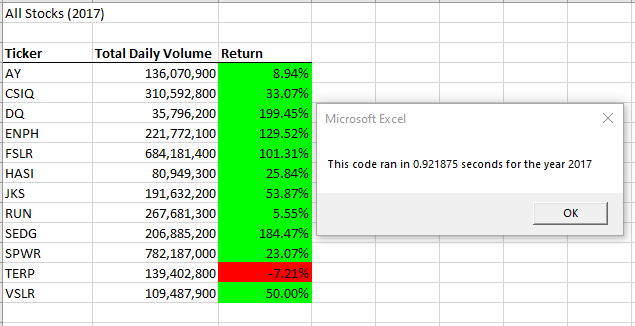 All Stocks (2017)
Ticker Total Daily Volume Return
AY 136,070,900 8.94%
CSIQ 310,592,800 33.07%
DQ 35,796,200 199.45%
ENPH 221,772,100 129.52%
FSLR 684,181,400 101.31%
HASI 80,949,300 25.84%
JKS 191,632,200 53.87%
RUN 267,681,300 5.55%
SEDG 206,885,200 184.47%
SPWR 782,187,000 23.07%
TERP 139,402,800 -7.21%
VSLR 109,487,900 50.00%
Microsoft Excel
This code ran in 0.921875 seconds for the year 2017
OK